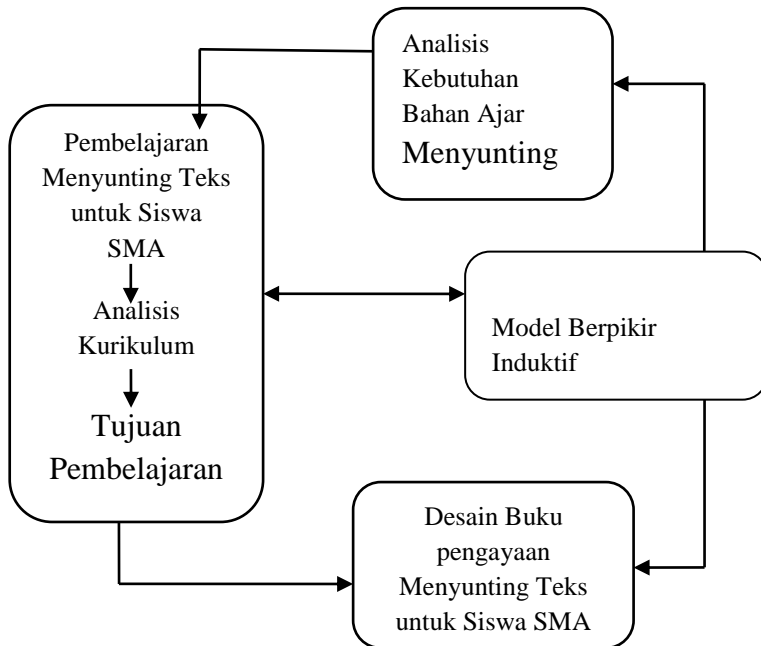 Analisis
Kebutuhan
Bahan Ajar
Menyunting
Pembelajaran
Menyunting Teks
untuk Siswa
SMA
Analisis
Kurikulum
Tujuan
Pembelajaran
Model Berpikir
Induktif
Desain Buku
pengayaan
Menyunting Teks
untuk Siswa SMA